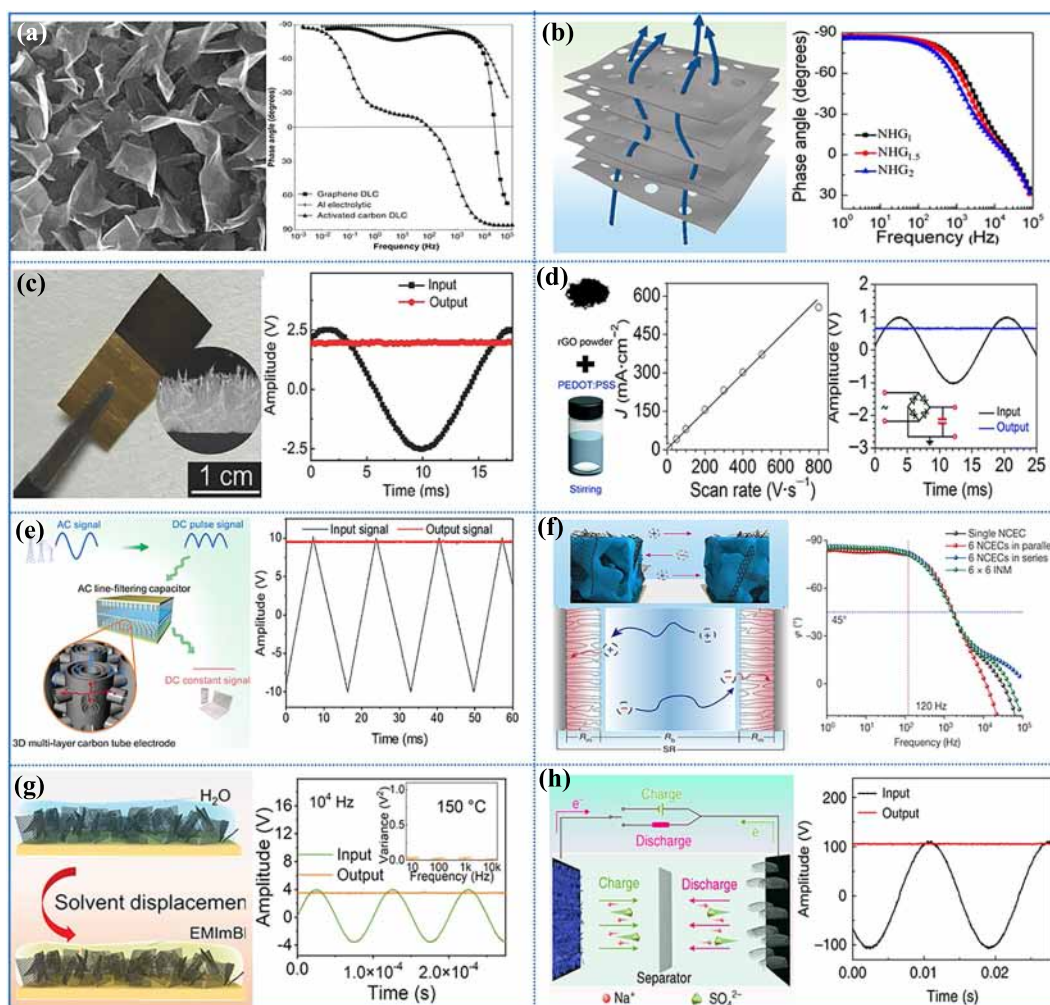 (a)
Phase angle (degrees)
-90
-60
-30
0
30
60
90
Graphene DLC
Al electrolytic
Activated carbon DLC
10⁻³ 10⁻² 10⁻¹ 10⁰ 10¹ 10² 10³ 10⁴ 10⁵
Frequency (Hz)
(b)
Phase angle (degrees)
-90
-60
-30
0
30
NHG₁
NHG₁.₅
NHG₂
10⁰ 10¹ 10² 10³ 10⁴ 10⁵
Frequency (Hz)
(c)
1 cm
Amplitude (V)
2.5
0.0
-2.5
Input
Output
0 5 10 15
Time (ms)
(d)
rGO powder
PEDOT:PSS
Stirring
J (mA·cm⁻²)
600
450
300
150
0
0 200 400 600 800
Scan rate (V·s⁻¹)
Amplitude (V)
2
1
0
-1
-2
-3
Input
Output
0 5 10 15 20 25
Time (ms)
(e)
AC signal
DC pulse signal
AC line-filtering capacitor
DC constant signal
3D multi-layer carbon tube electrode
Amplitude (V)
10
5
0
-5
-10
Input signal
Output signal
0 10 20 30 40 50 60
Time (ms)
(f)
SR
φ (°)
-90
-60
-30
0
45°
Single NCEC
6 NCECs in paralle
6 NCECs in series
6 × 6 INM
120 Hz
10⁰ 10¹ 10² 10³ 10⁴ 10⁵
Frequency (Hz)
(g)
H₂O
Solvent displacemen
EMImBI
Amplitude (V)
16
12
8
4
0
-4
10⁴ Hz
150 °C
Input
Output
Variance (V²)
1.0
0.5
0.0
10 100 1k 10k
Frequency (Hz)
0.0 1.0×10⁻⁴ 2.0×10⁻⁴
Time (s)
(h)
e⁻
Charge
Discharge
e
Charge
Discharge
Separator
Na⁺
SO₄²⁻
Amplitude (V)
200
100
0
-100
Input
Output
0.00 0.01 0.02
Time (s)